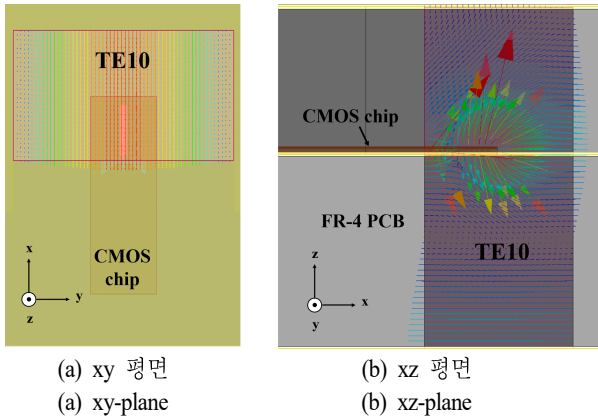 TE10
CMOS
chip
x
y
z
CMOS chip
FR-4 PCB
TE10
z
x
y
(a) xy 평면
(a) xy-plane
(b) xz 평면
(b) xz-plane